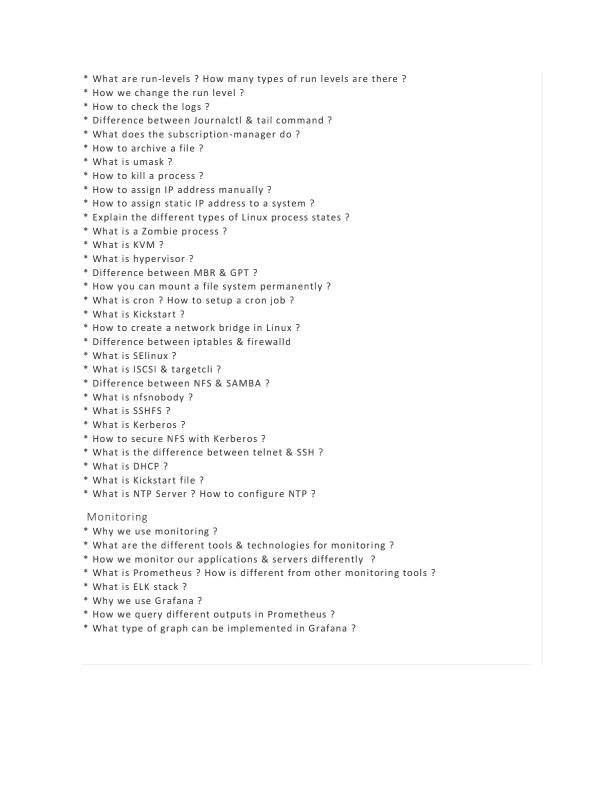 * What are run-levels ? How many types of run levels are there ?
* How we change the run level ?
* How to check the logs ?
* Difference between Journalctl & tail command ?
* What does the subscription-manager do ?
* How to archive a file ?
* What is umask ?
* How to kill a process ?
* How to assign IP address manually ?
* How to assign static IP address to a system ?
* Explain the different types of Linux process states ?
* What is a Zombie process ?
* What is KVM ?
* What is hypervisor ?
* Difference between MBR & GPT ?
* How you can mount a file system permanently ?
* What is cron ? How to setup a cron job ?
* What is Kickstart ?
* How to create a network bridge in Linux ?
* Difference between iptables & firewalld
* What is SElinux ?
* What is ISCSI & targetcli ?
* Difference between NFS & SAMBA ?
* What is nfsnobody ?
* What is SSHFS ?
* What is Kerberos ?
* How to secure NFS with Kerberos ?
* What is the difference between telnet & SSH ?
* What is DHCP ?
* What is Kickstart file ?
* What is NTP Server ? How to configure NTP ?
Monitoring
* Why we use monitoring ?
* What are the different tools & technologies for monitoring ?
* How we monitor our applications & servers differently ?
* What is Prometheus ? How is different from other monitoring tools ?
* What is ELK stack ?
* Why we use Grafana ?
* How we query different outputs in Prometheus ?
* What type of graph can be implemented in Grafana ?